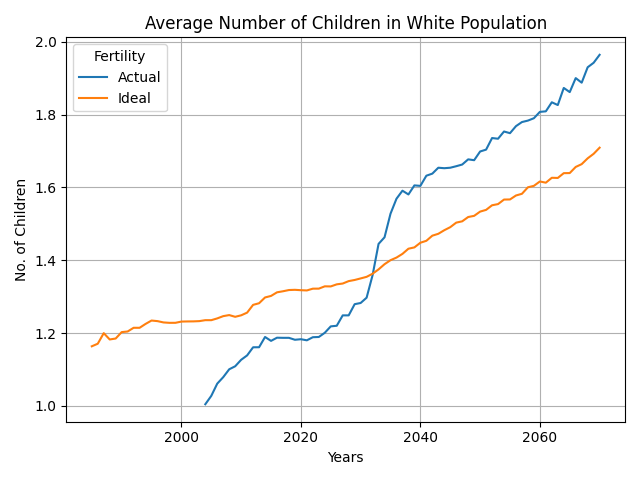 Average Number of Children in White Population
Fertility
Actual
Ideal
2.0
1.8
1.6
1.4
1.2
1.0
No. of Children
2000
2020
2040
2060
Years